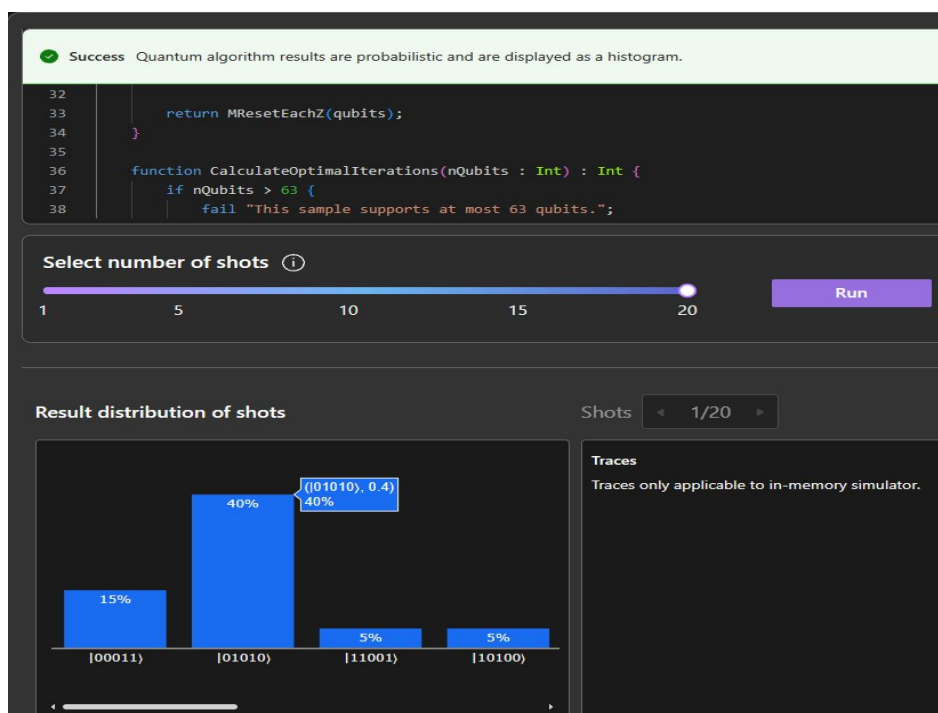 Success Quantum algorithm results are probabilistic and are displayed as a histogram.
32
33 return MResetEachZ(qubits);
34 }
35
36 function CalculateOptimalIterations(nQubits : Int) : Int {
37 if nQubits > 63 {
38 fail "This sample supports at most 63 qubits.";
Select number of shots
Run
1 5 10 15 20
Result distribution of shots
Shots 1/20
Traces
Traces only applicable to in-memory simulator.
(|01010⟩, 0.4)
40%
40%
15%
5% 5%
|00011⟩ |01010⟩ |11001⟩ |10100⟩